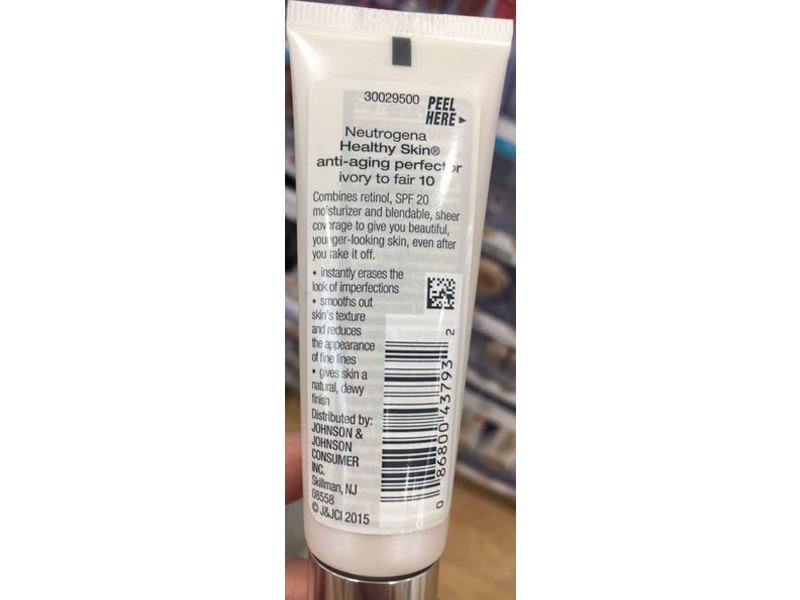 30029500 PEEL
HERE
Neutrogena
Healthy Skin®
anti-aging perfector
ivory to fair 10
Combines retinol, SPF 20
moisturizer and blendable, sheer
coverage to give you beautiful,
younger-looking skin, even after
you take it off.
• instantly erases the
look of imperfections
• smooths out
skin's texture
and reduces
the appearance
of fine lines
• gives skin a
natural, dewy
finish
Distributed by:
JOHNSON &
JOHNSON
CONSUMER
INC.
Skillman, NJ
08558
© J&JCI 2015
0 86800 43793 2